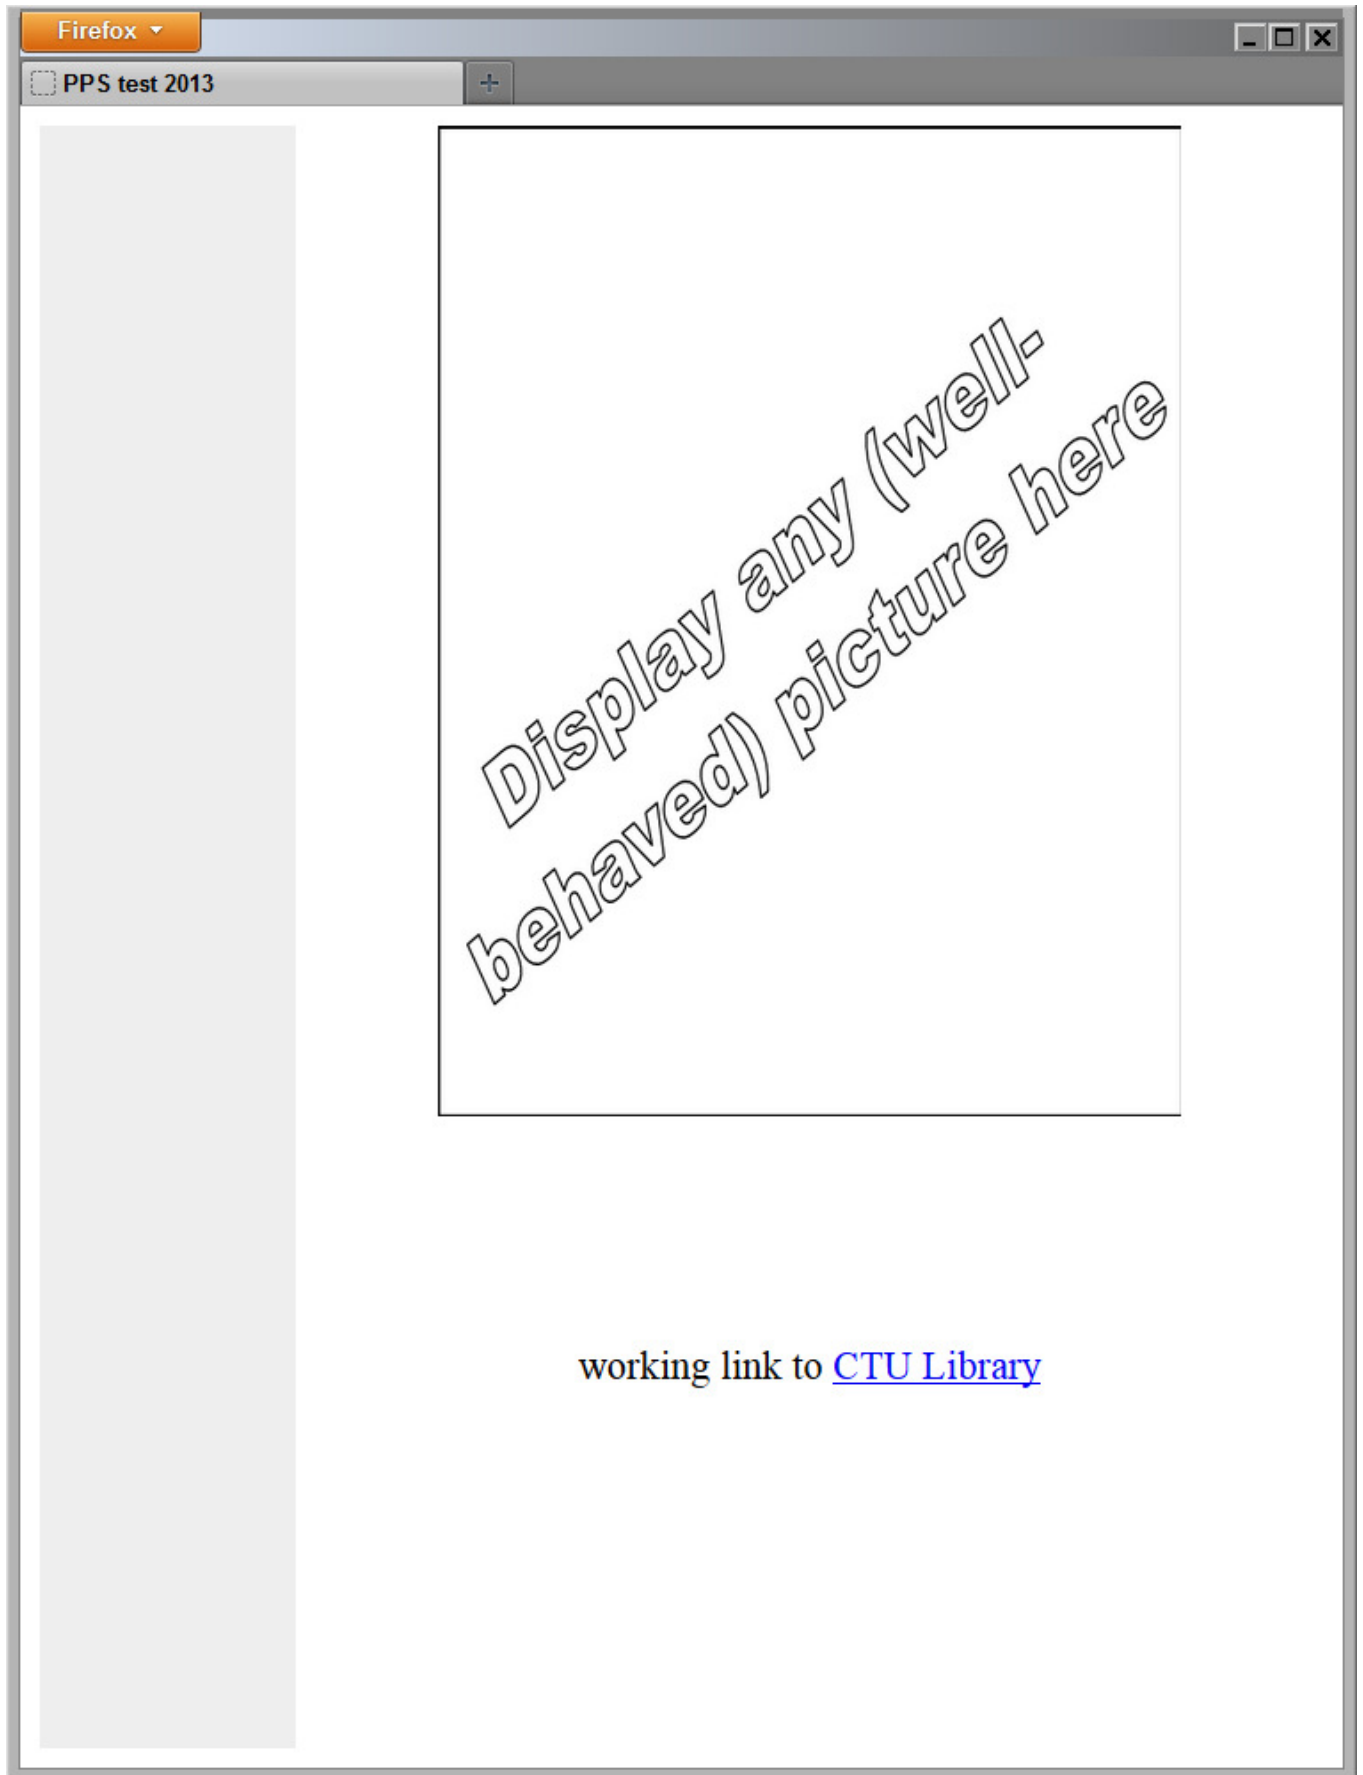 Firefox
PPS test 2013
Display any (well-
behaved) picture here
working link to CTU Library